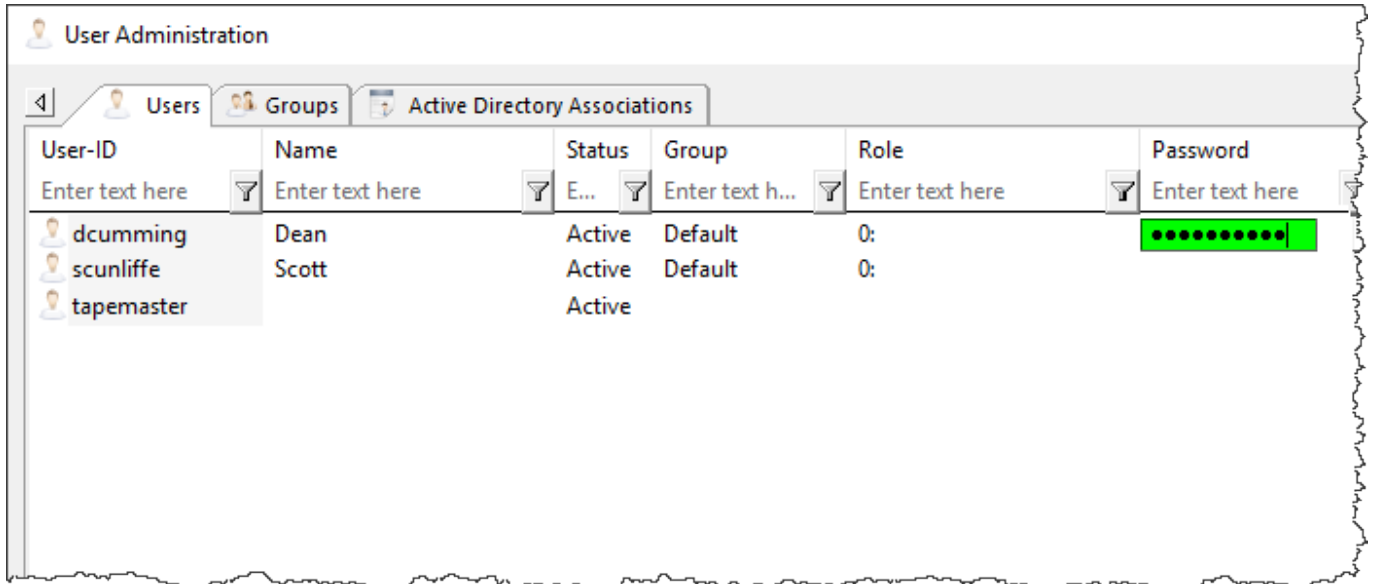 User Administration
Users Groups Active Directory Associations
User-ID Name Status Group Role Password
Enter text here Enter text here E... Enter text h... Enter text here Enter text here
dcumming Dean Active Default 0: ●●●●●●●●●●
scunliffe Scott Active Default 0:
tapemaster Active